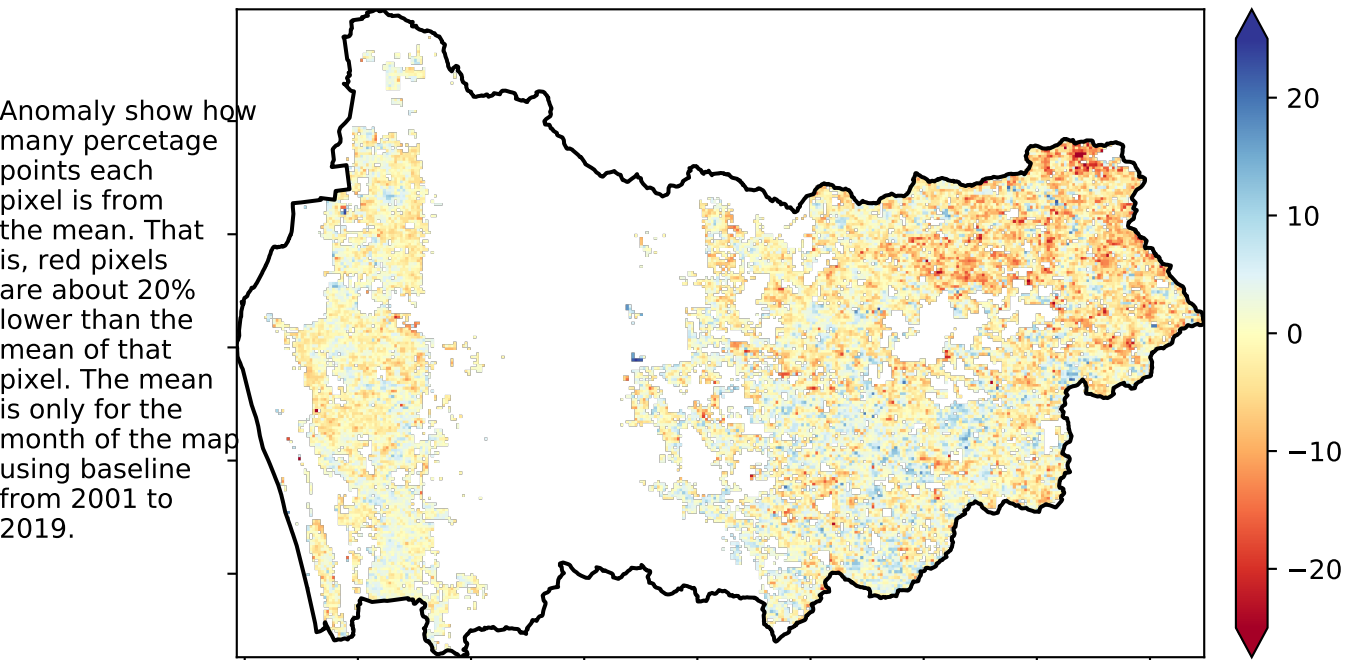 Anomaly show how
many percetage
points each
pixel is from
the mean. That
is, red pixels
are about 20%
lower than the
mean of that
pixel. The mean
is only for the
month of the map
using baseline
from 2001 to
2019.
20
10
0
−10
−20